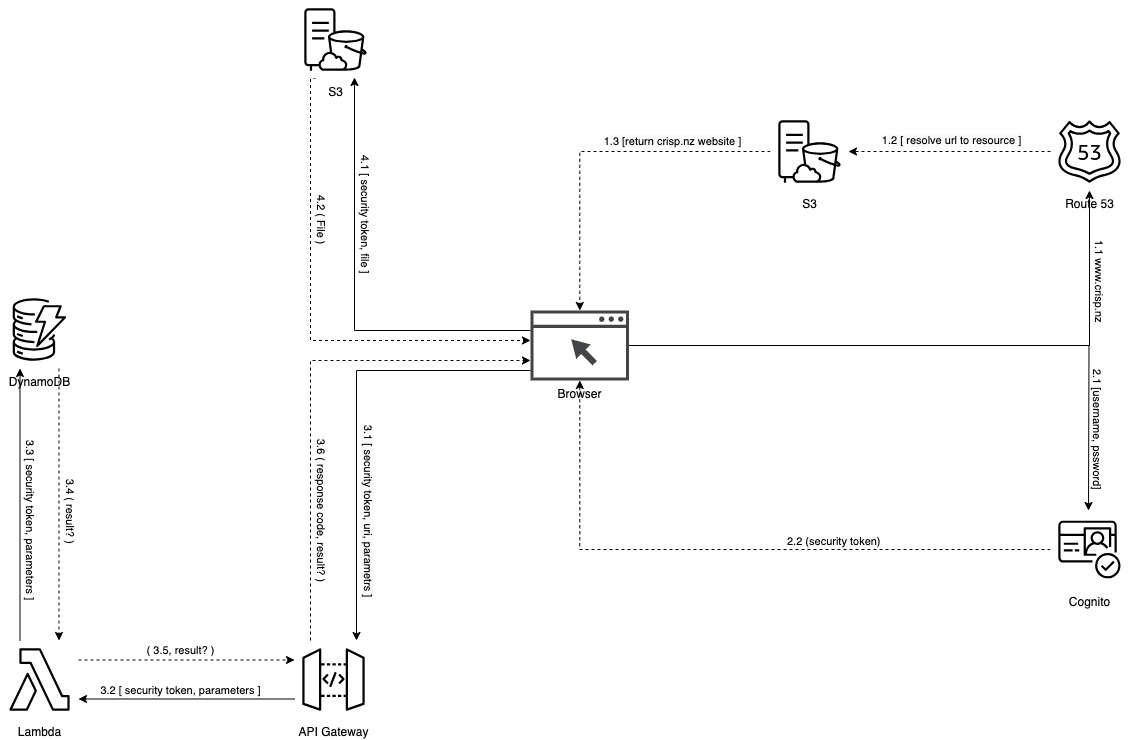 S3
1.3 [return crisp.nz website ]
1.2 [ resolve url to resource ]
53
S3
Route 53
4.1 [ security token, file ]
4.2 ( File )
1.1 www.crisp.nz
DynamoDB
Browser
2.1 [username, pssword]
3.3 [ security token, parameters ]
3.4 ( result? )
3.6 ( response code, result? )
3.1 [ security token, uri, parametrs ]
2.2 (security token)
Cognito
( 3.5, result? )
3.2 [ security token, parameters ]
</>
Lambda
API Gateway